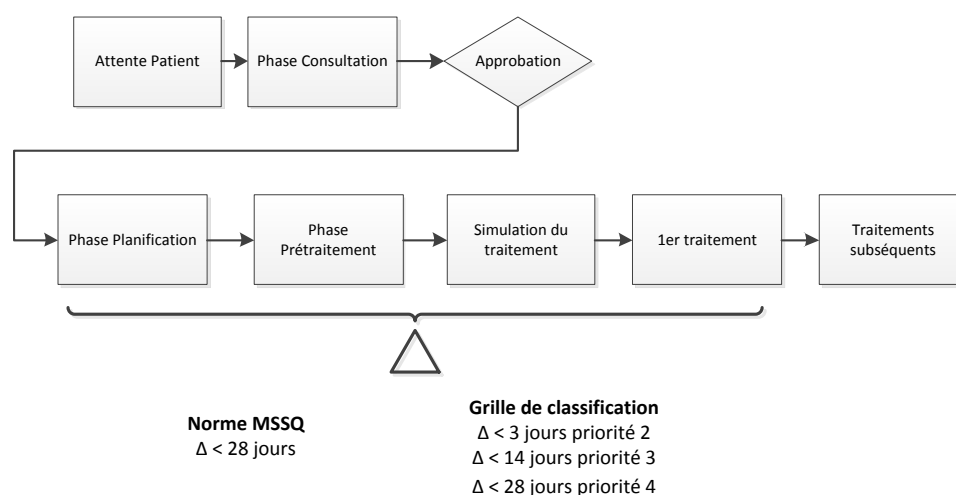 Attente Patient
Phase Consultation
Approbation
Phase Planification
Phase
Prétraitement
Simulation du
traitement
1er traitement
Traitements
subséquents
Norme MSSQ
Δ < 28 jours
Grille de classification
Δ < 3 jours priorité 2
Δ < 14 jours priorité 3
Δ < 28 jours priorité 4